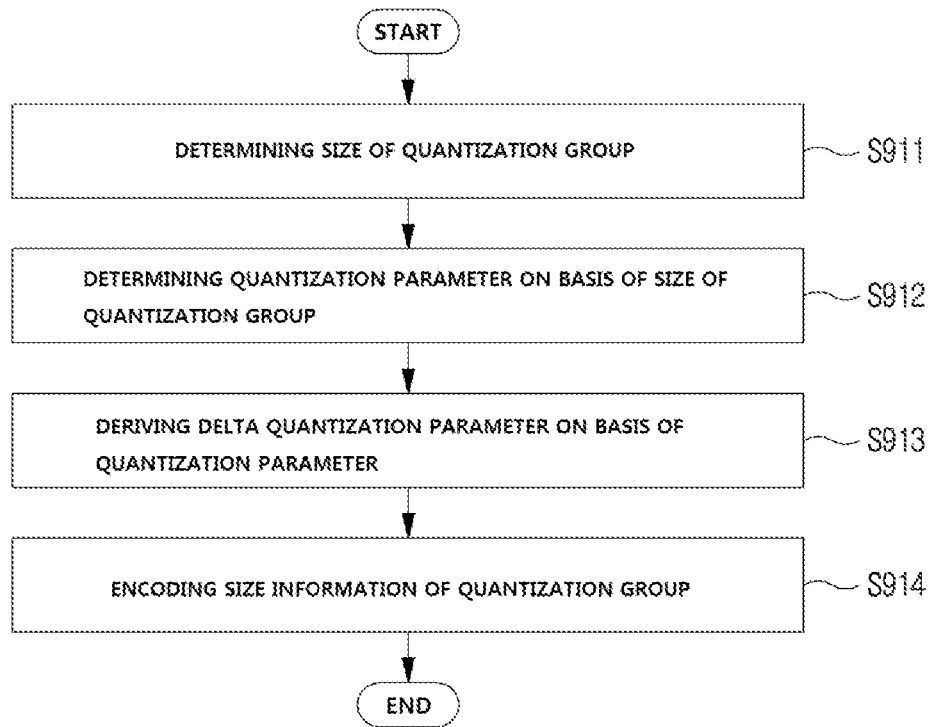 START
DETERMINING SIZE OF QUANTIZATION GROUP
S911
DETERMINING QUANTIZATION PARAMETER ON BASIS OF SIZE OF
QUANTIZATION GROUP
S912
DERIVING DELTA QUANTIZATION PARAMETER ON BASIS OF
QUANTIZATION PARAMETER
S913
ENCODING SIZE INFORMATION OF QUANTIZATION GROUP
S914
END